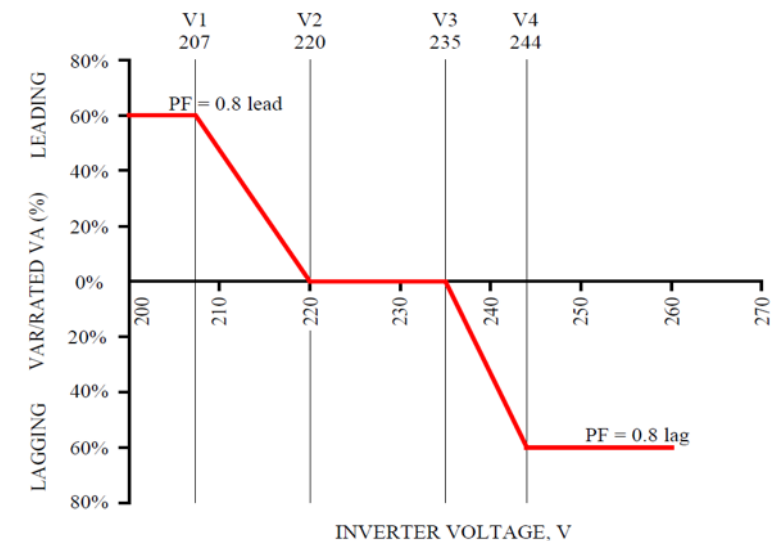 V1 V2 V3 V4
207 220 235 244
80%
PF = 0.8 lead
60%
40%
20%
0%
20%
40%
60%
80%
LEADING
VAR/RATED VA (%)
LAGGING
200 210 220 230 240 250 260 270
PF = 0.8 lag
INVERTER VOLTAGE, V